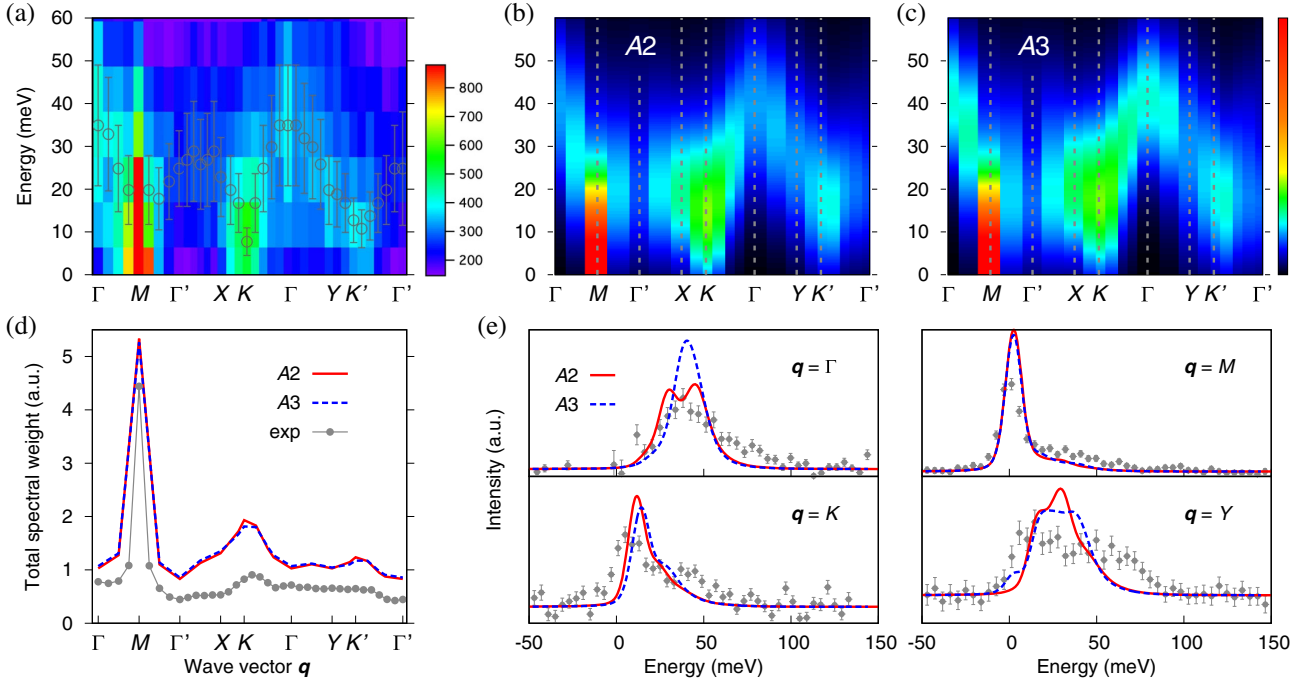 (a)
60
50
40
30
20
10
0
Energy (meV)
Γ M Γ' X K Γ Y K' Γ'
800
700
600
500
400
300
200
(b)
A2
60
50
40
30
20
10
0
Γ M Γ' X K Γ Y K' Γ'
(c)
A3
60
50
40
30
20
10
0
Γ M Γ' X K Γ Y K' Γ'
(d)
5
4
3
2
1
0
Total spectral weight (a.u.)
A2
A3
exp
Γ M Γ' X K Γ Y K' Γ'
Wave vector q
(e)
Intensity (a.u.)
A2
A3
q = Γ
q = M
q = K
q = Y
-50 0 50 100 150
Energy (meV)
-50 0 50 100 150
Energy (meV)